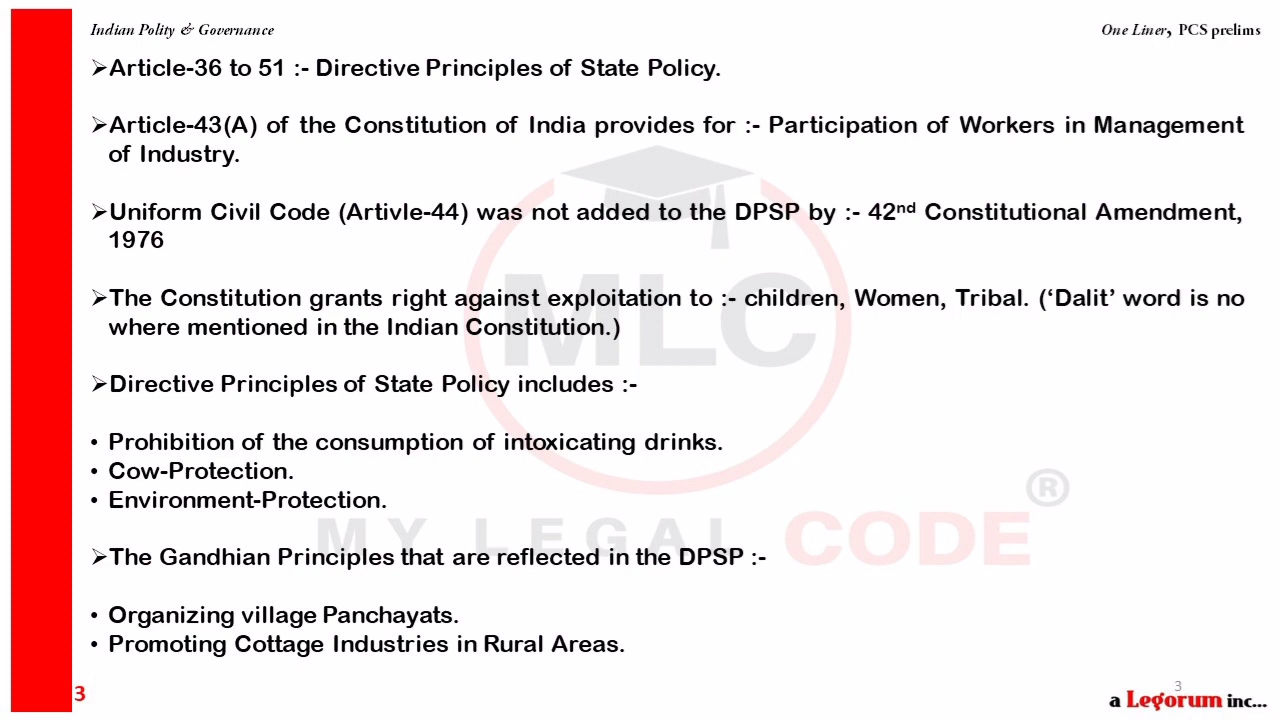 Indian Polity & Governance
One Liner, PCS prelims
➢Article-36 to 51 :- Directive Principles of State Policy.
➢Article-43(A) of the Constitution of India provides for :- Participation of Workers in Management
of Industry.
➢Uniform Civil Code (Artivle-44) was not added to the DPSP by :- 42nd Constitutional Amendment,
1976
➢The Constitution grants right against exploitation to :- children, Women, Tribal. (‘Dalit’ word is no
where mentioned in the Indian Constitution.)
➢Directive Principles of State Policy includes :-
• Prohibition of the consumption of intoxicating drinks.
• Cow-Protection.
• Environment-Protection.
➢The Gandhian Principles that are reflected in the DPSP :-
• Organizing village Panchayats.
• Promoting Cottage Industries in Rural Areas.
MLC
MY LEGAL CODE ®
3
3
a Legorum inc...